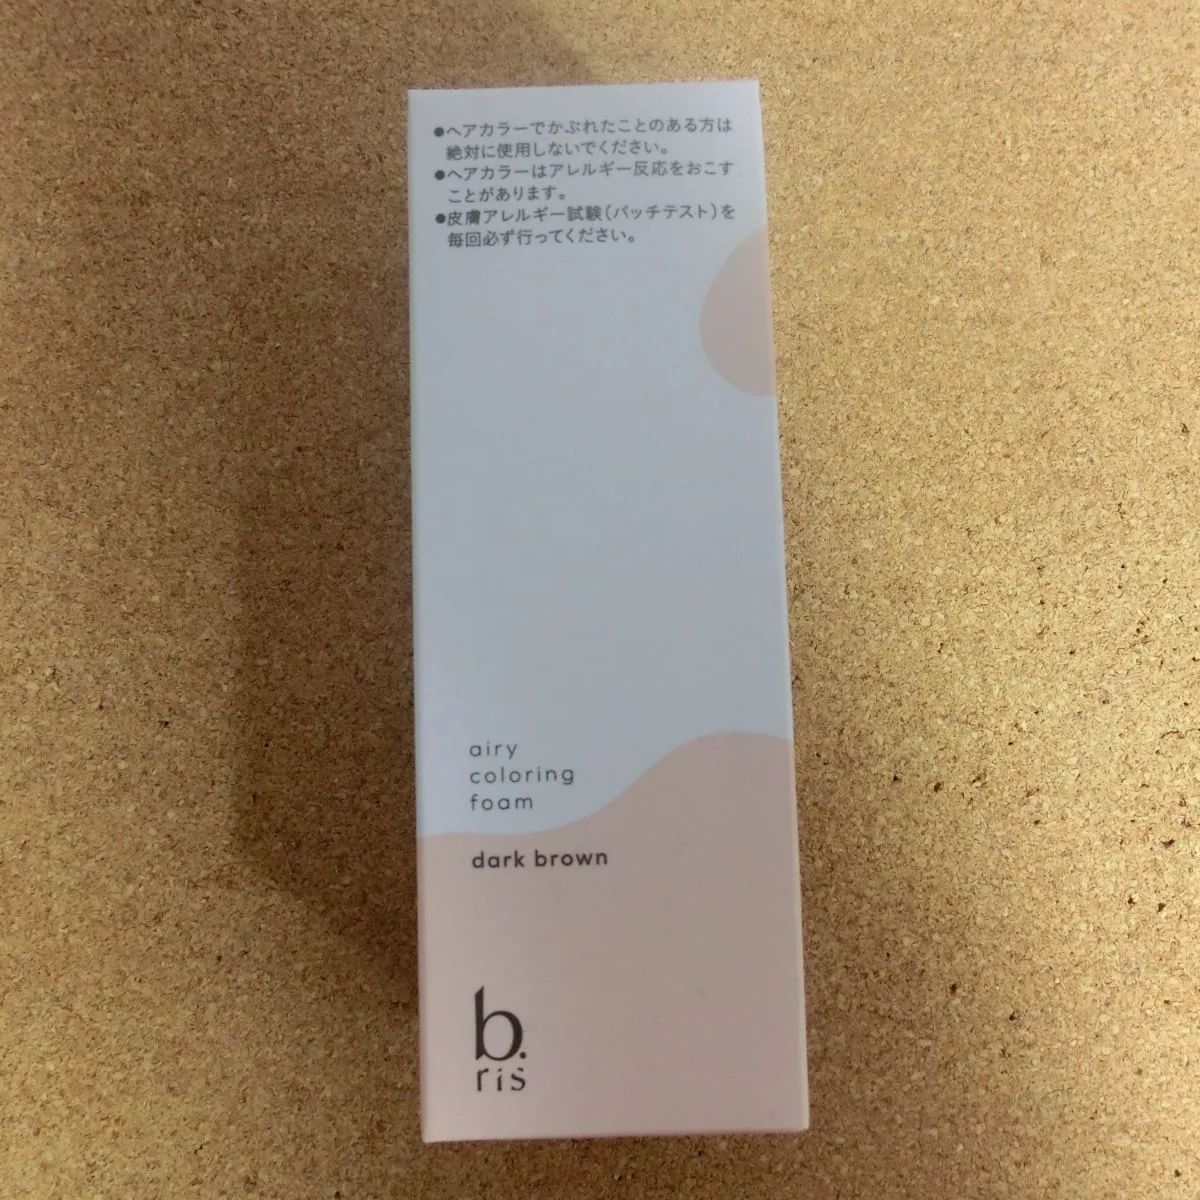 ●ヘアカラーでかぶれたことのある方は
絶対に使用しないでください。
●ヘアカラーはアレルギー反応をおこす
ことがあります。
●皮膚アレルギー試験(パッチテスト)を
毎回必ず行ってください。
airy
coloring
foam
dark brown
b.
ris